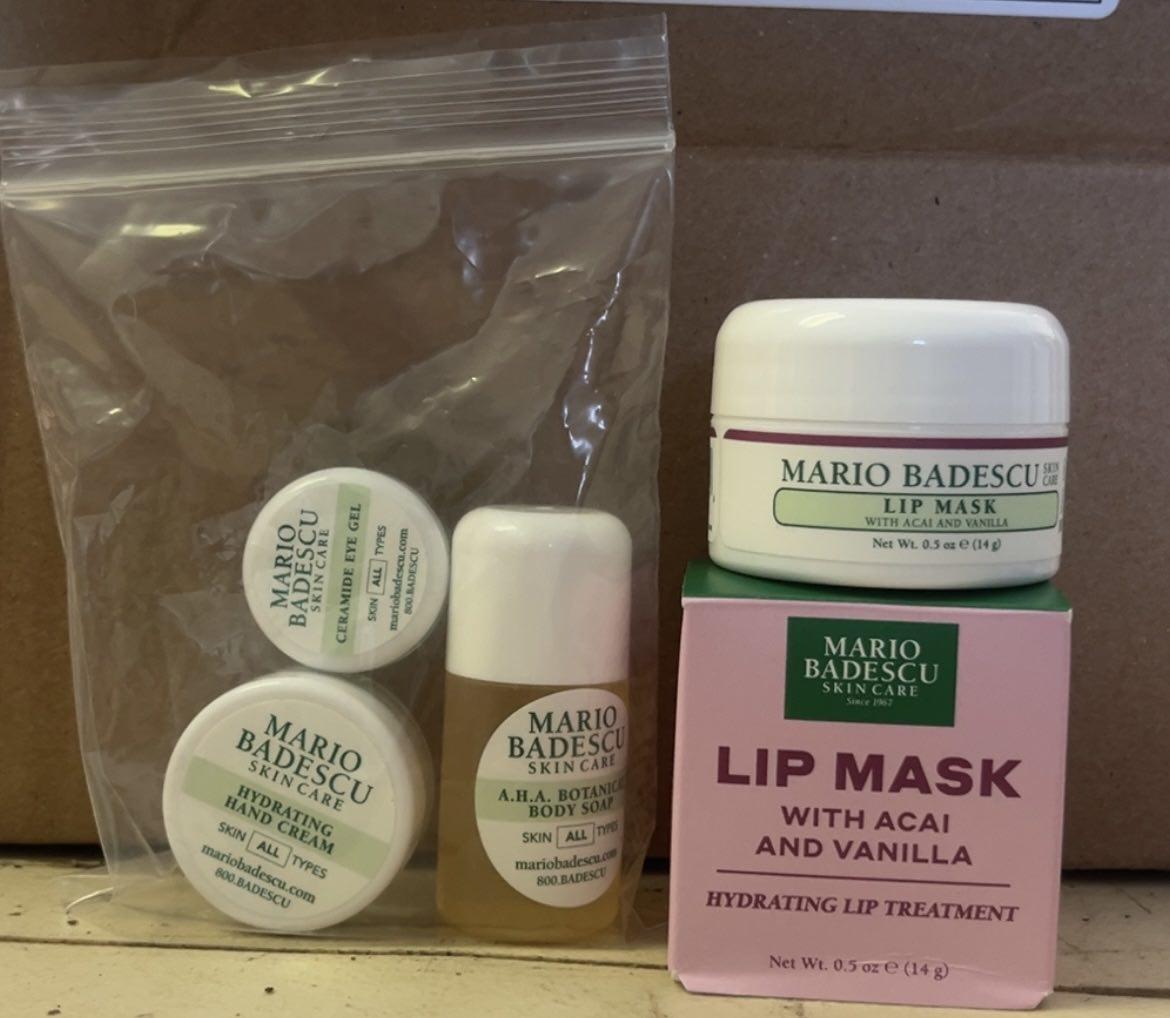 MARIO
BADESCU
SKIN CARE
CERAMIDE EYE GEL
SKIN ALL TYPES
mariobadescu.com
800.BADESCU
MARIO
BADESCU
SKIN CARE
HYDRATING
HAND CREAM
SKIN ALL TYPES
mariobadescu.com
800.BADESCU
MARIO
BADESCU
SKIN CARE
A.H.A. BOTANICAL
BODY SOAP
SKIN ALL TYPES
mariobadescu.com
800.BADESCU
MARIO BADESCU SKIN CARE
LIP MASK
WITH ACAI AND VANILLA
Net Wt. 0.5 oz ℮ (14 g)
MARIO
BADESCU
SKIN CARE
Since 1967
LIP MASK
WITH ACAI
AND VANILLA
HYDRATING LIP TREATMENT
Net Wt. 0.5 oz ℮ (14 g)